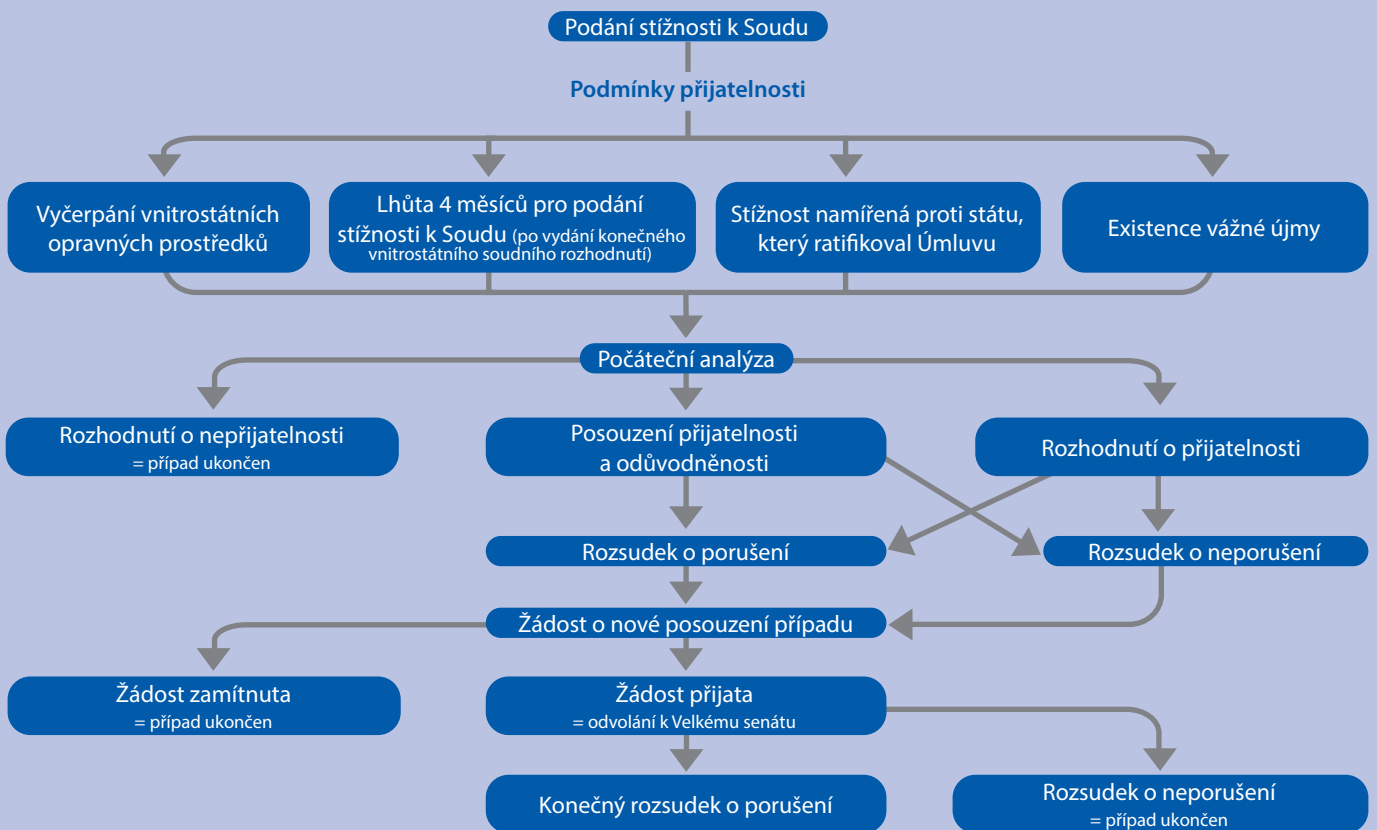 Podání stížnosti k Soudu
Podmínky přijatelnosti
Vyčerpání vnitrostátních
opravných prostředků
Lhůta 4 měsíců pro podání
stížnosti k Soudu (po vydání konečného
vnitrostátního soudního rozhodnutí)
Stížnost namířená proti státu,
který ratifikoval Úmluvu
Existence vážné újmy
Počáteční analýza
Rozhodnutí o nepřijatelnosti
= případ ukončen
Posouzení přijatelnosti
a odůvodněnosti
Rozhodnutí o přijatelnosti
Rozsudek o porušení
Rozsudek o neporušení
Žádost o nové posouzení případu
Žádost zamítnuta
= případ ukončen
Žádost přijata
= odvolání k Velkému senátu
Konečný rozsudek o porušení
Rozsudek o neporušení
= případ ukončen